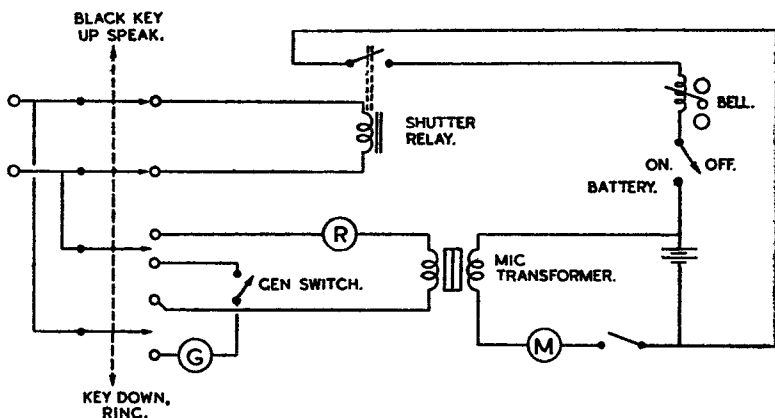 BLACK KEY
UP SPEAK.
SHUTTER
RELAY.
BELL.
ON. OFF.
BATTERY.
R
MIC
TRANSFORMER.
GEN SWITCH.
G
M
KEY DOWN,
RING.